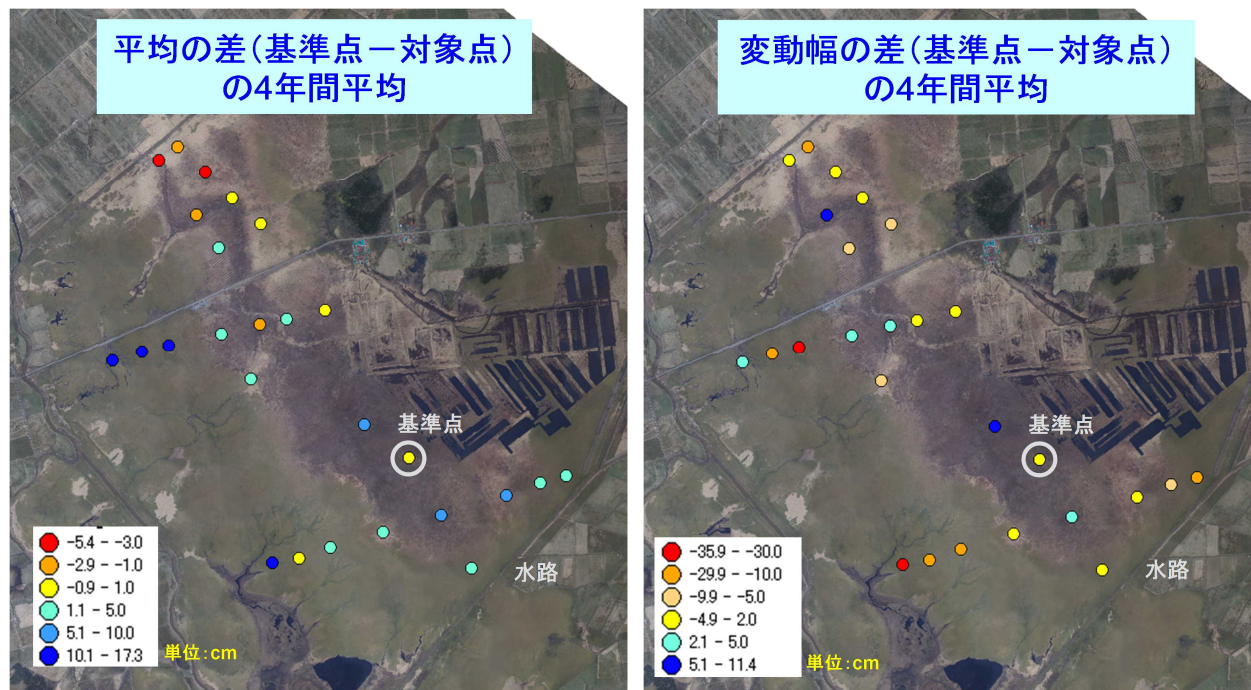 平均の差(基準点－対象点)
の4年間平均
基準点
水路
-5.4 - -3.0
-2.9 - -1.0
-0.9 - 1.0
1.1 - 5.0
5.1 - 10.0
10.1 - 17.3
単位:cm
変動幅の差(基準点－対象点)
の4年間平均
基準点
水路
-35.9 - -30.0
-29.9 - -10.0
-9.9 - -5.0
-4.9 - 2.0
2.1 - 5.0
5.1 - 11.4
単位:cm